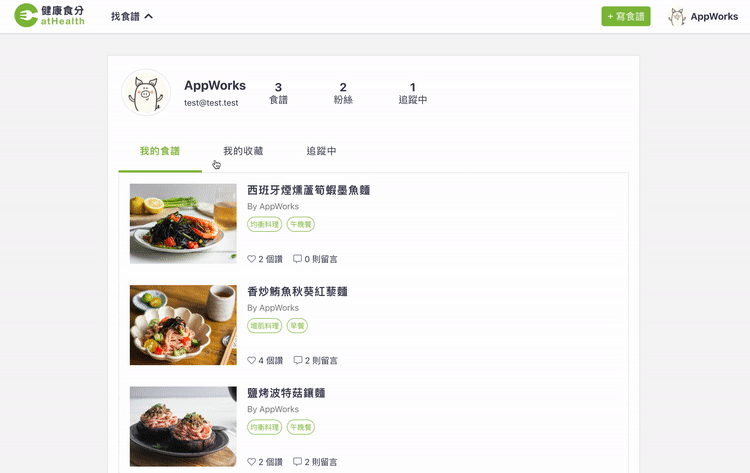 健康食分
eatHealth
找食譜
+ 寫食譜
AppWorks
AppWorks
test@test.test
3
食譜
2
粉絲
1
追蹤中
我的食譜
我的收藏
追蹤中
西班牙煙燻蘆筍蝦墨魚麵
By AppWorks
均衡料理 午晚餐
2 個讚 0 則留言
香炒鮪魚秋葵紅藜麵
By AppWorks
增肌料理 早餐
4 個讚 2 則留言
鹽烤波特菇鑲麵
By AppWorks
均衡料理 午晚餐
2 個讚 2 則留言